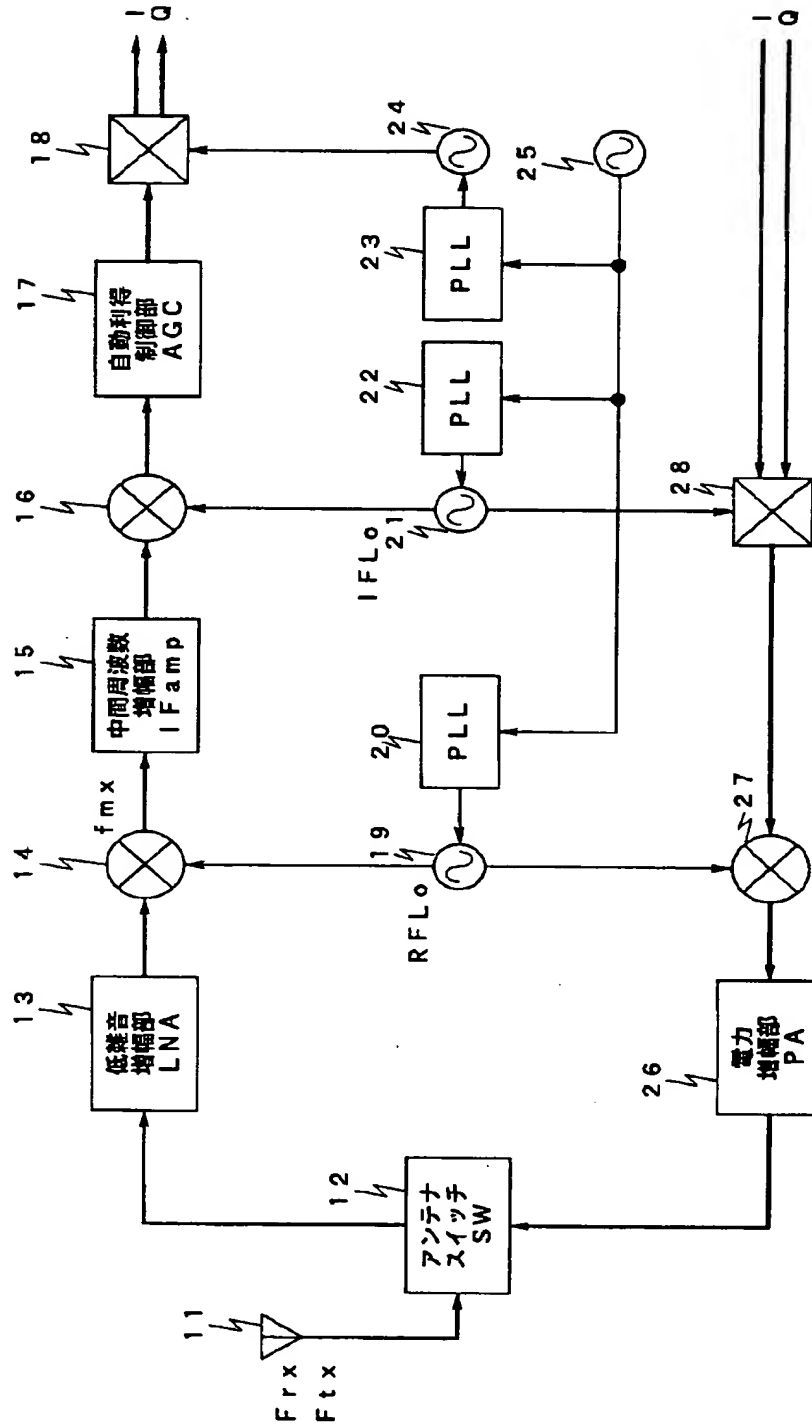 11
Frx
Ftx
12
アンテナ
スイッチ
SW
13
低雑音
増幅部
LNA
14
fmx
15
中間周波数
増幅部
IFamp
16
17
自動利得
制御部
AGC
18
I
Q
RFLo
19
20
PLL
IFLo
21
22
PLL
23
PLL
24
25
26
電力
増幅部
PA
27
28
I
Q